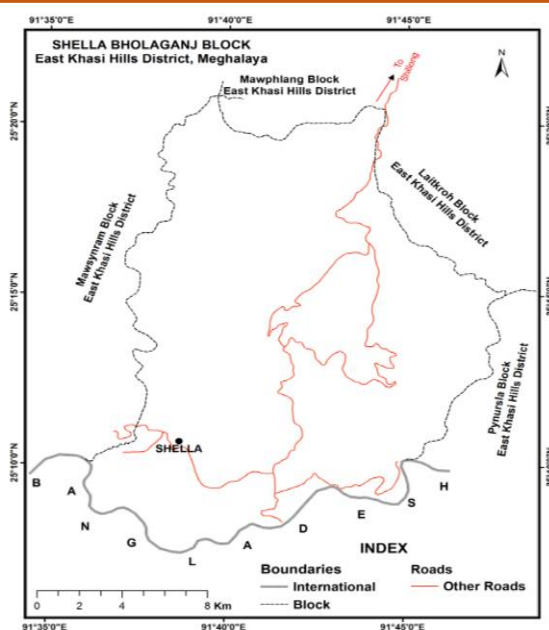 91°35'0"E 91°40'0"E 91°45'0"E
SHELLA BHOLAGANJ BLOCK
East Khasi Hills District, Meghalaya
N
To
Shillong
Mawphlang Block
East Khasi Hills District
25°20'0"N
Laitkroh Block
East Khasi Hills District
Mawsynram Block
East Khasi Hills District
25°15'0"N
Pynursla Block
East Khasi Hills District
SHELLA
25°10'0"N
B A N G L A D E S H
INDEX
Boundaries
International
Block
Roads
Other Roads
0 2 4 6 8 Km
91°35'0"E 91°40'0"E 91°45'0"E